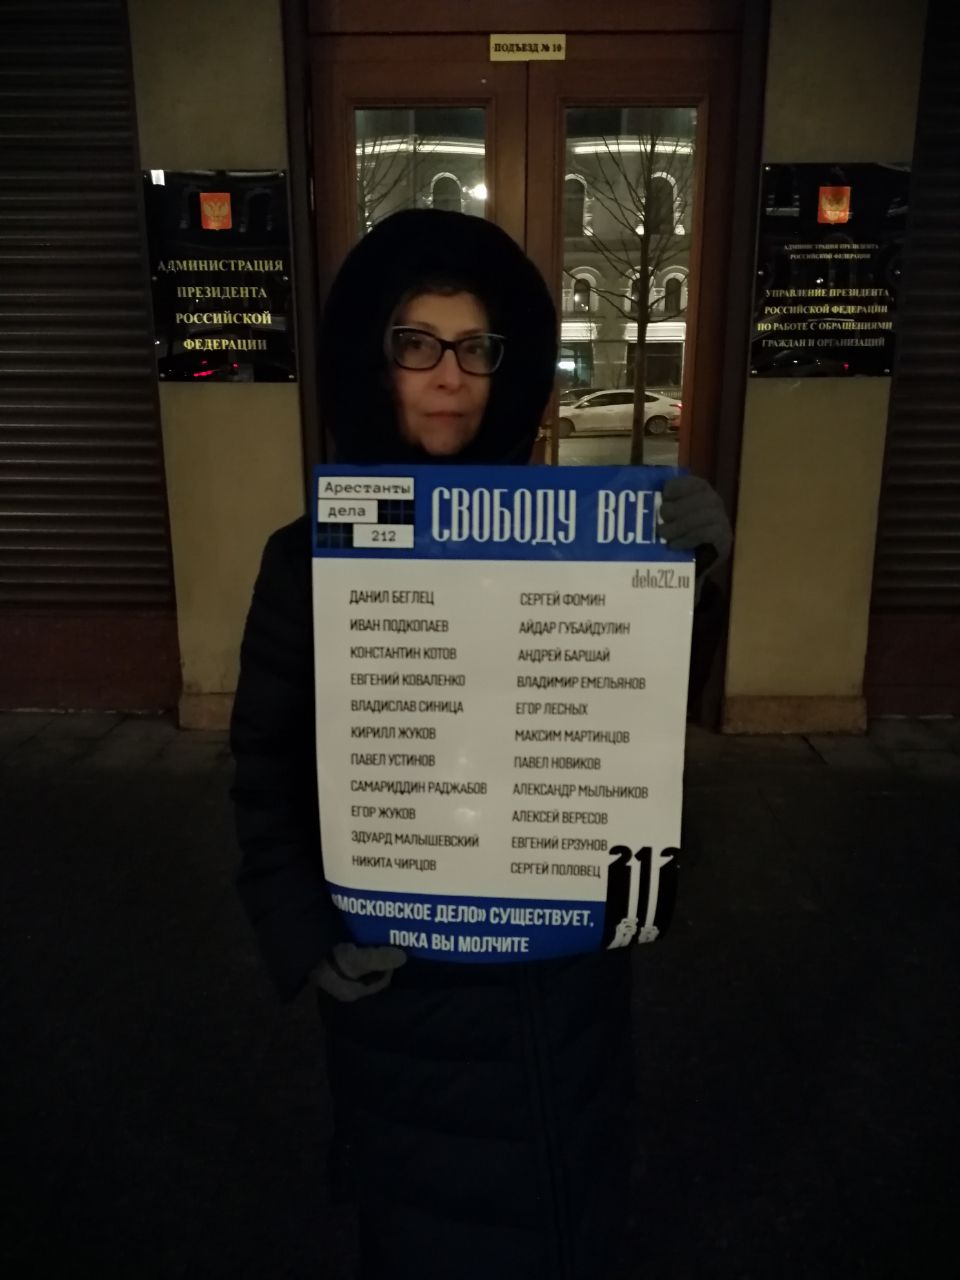 ПОДЪЕЗД № 10
АДМИНИСТРАЦИЯ
ПРЕЗИДЕНТА
РОССИЙСКОЙ
ФЕДЕРАЦИИ
АДМИНИСТРАЦИЯ ПРЕЗИДЕНТА
РОССИЙСКОЙ ФЕДЕРАЦИИ
УПРАВЛЕНИЕ ПРЕЗИДЕНТА
РОССИЙСКОЙ ФЕДЕРАЦИИ
ПО РАБОТЕ С ОБРАЩЕНИЯМИ
ГРАЖДАН И ОРГАНИЗАЦИЙ
Арестанты
дела
212
СВОБОДУ ВСЕМ
delo212.ru
ДАНИЛ БЕГЛЕЦ
ИВАН ПОДКОПАЕВ
КОНСТАНТИН КОТОВ
ЕВГЕНИЙ КОВАЛЕНКО
ВЛАДИСЛАВ СИНИЦА
КИРИЛЛ ЖУКОВ
ПАВЕЛ УСТИНОВ
САМАРИДДИН РАДЖАБОВ
ЕГОР ЖУКОВ
ЭДУАРД МАЛЫШЕВСКИЙ
НИКИТА ЧИРЦОВ
СЕРГЕЙ ФОМИН
АЙДАР ГУБАЙДУЛИН
АНДРЕЙ БАРШАЙ
ВЛАДИМИР ЕМЕЛЬЯНОВ
ЕГОР ЛЕСНЫХ
МАКСИМ МАРТИНЦОВ
ПАВЕЛ НОВИКОВ
АЛЕКСАНДР МЫЛЬНИКОВ
АЛЕКСЕЙ ВЕРЕСОВ
ЕВГЕНИЙ ЕРЗУНОВ
СЕРГЕЙ ПОЛОВЕЦ
212
«МОСКОВСКОЕ ДЕЛО» СУЩЕСТВУЕТ,
ПОКА ВЫ МОЛЧИТЕ